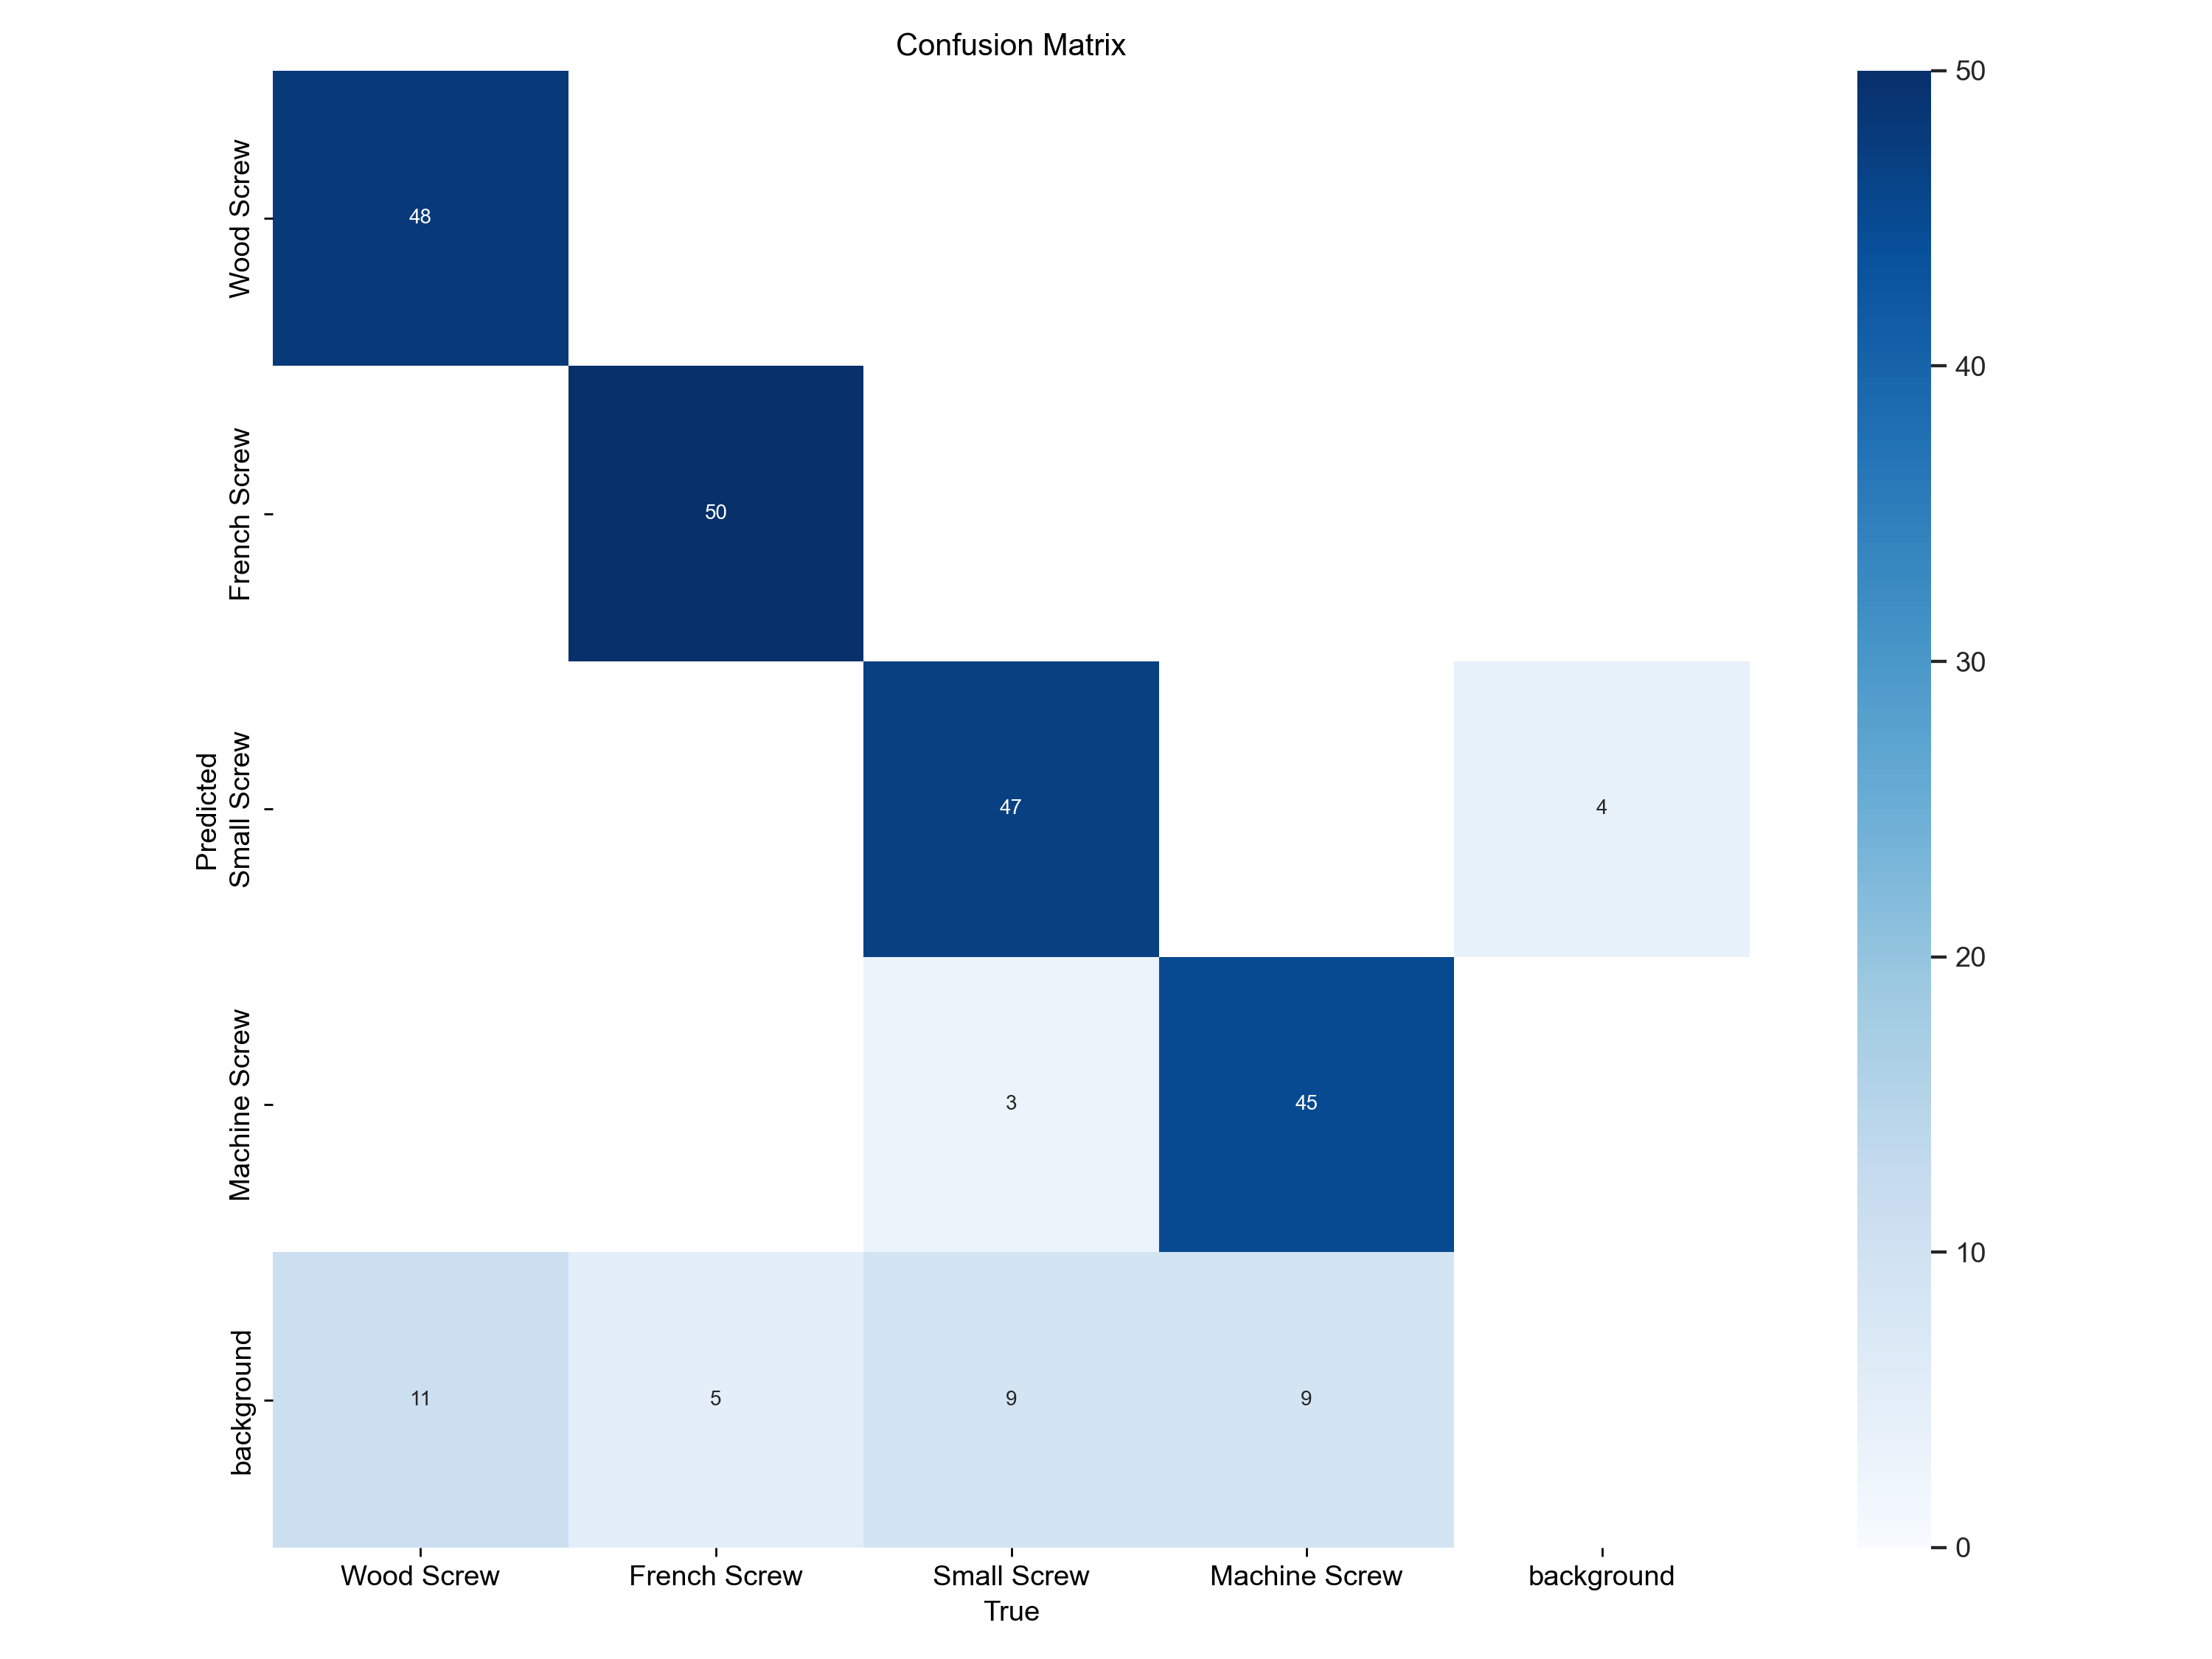 Confusion Matrix
Wood Screw
French Screw
Small Screw
Machine Screw
background
Predicted
48
50
47
4
3
45
11
5
9
9
Wood Screw
French Screw
Small Screw
Machine Screw
background
True
50
40
30
20
10
0